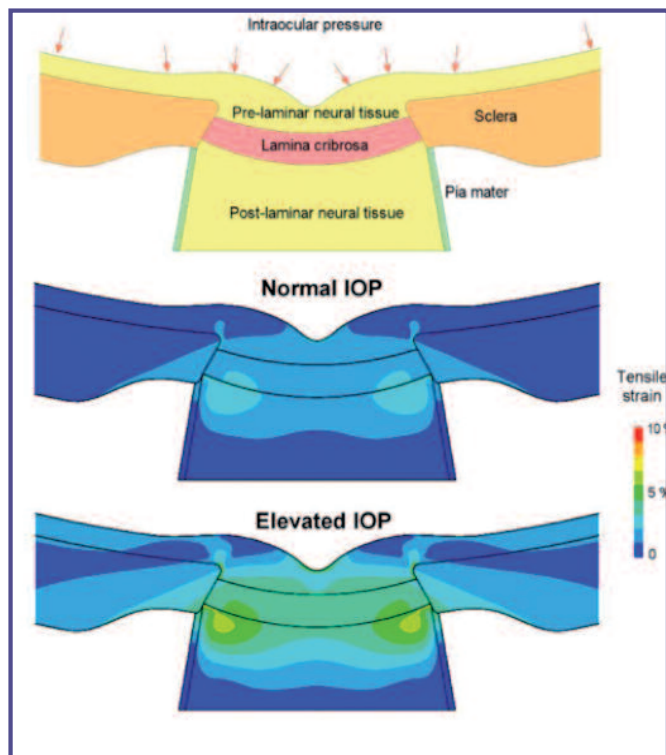 Intraocular pressure
Pre-laminar neural tissue
Sclera
Lamina cribrosa
Pia mater
Post-laminar neural tissue
Normal IOP
Tensile
strain
10 %
5 %
0
Elevated IOP